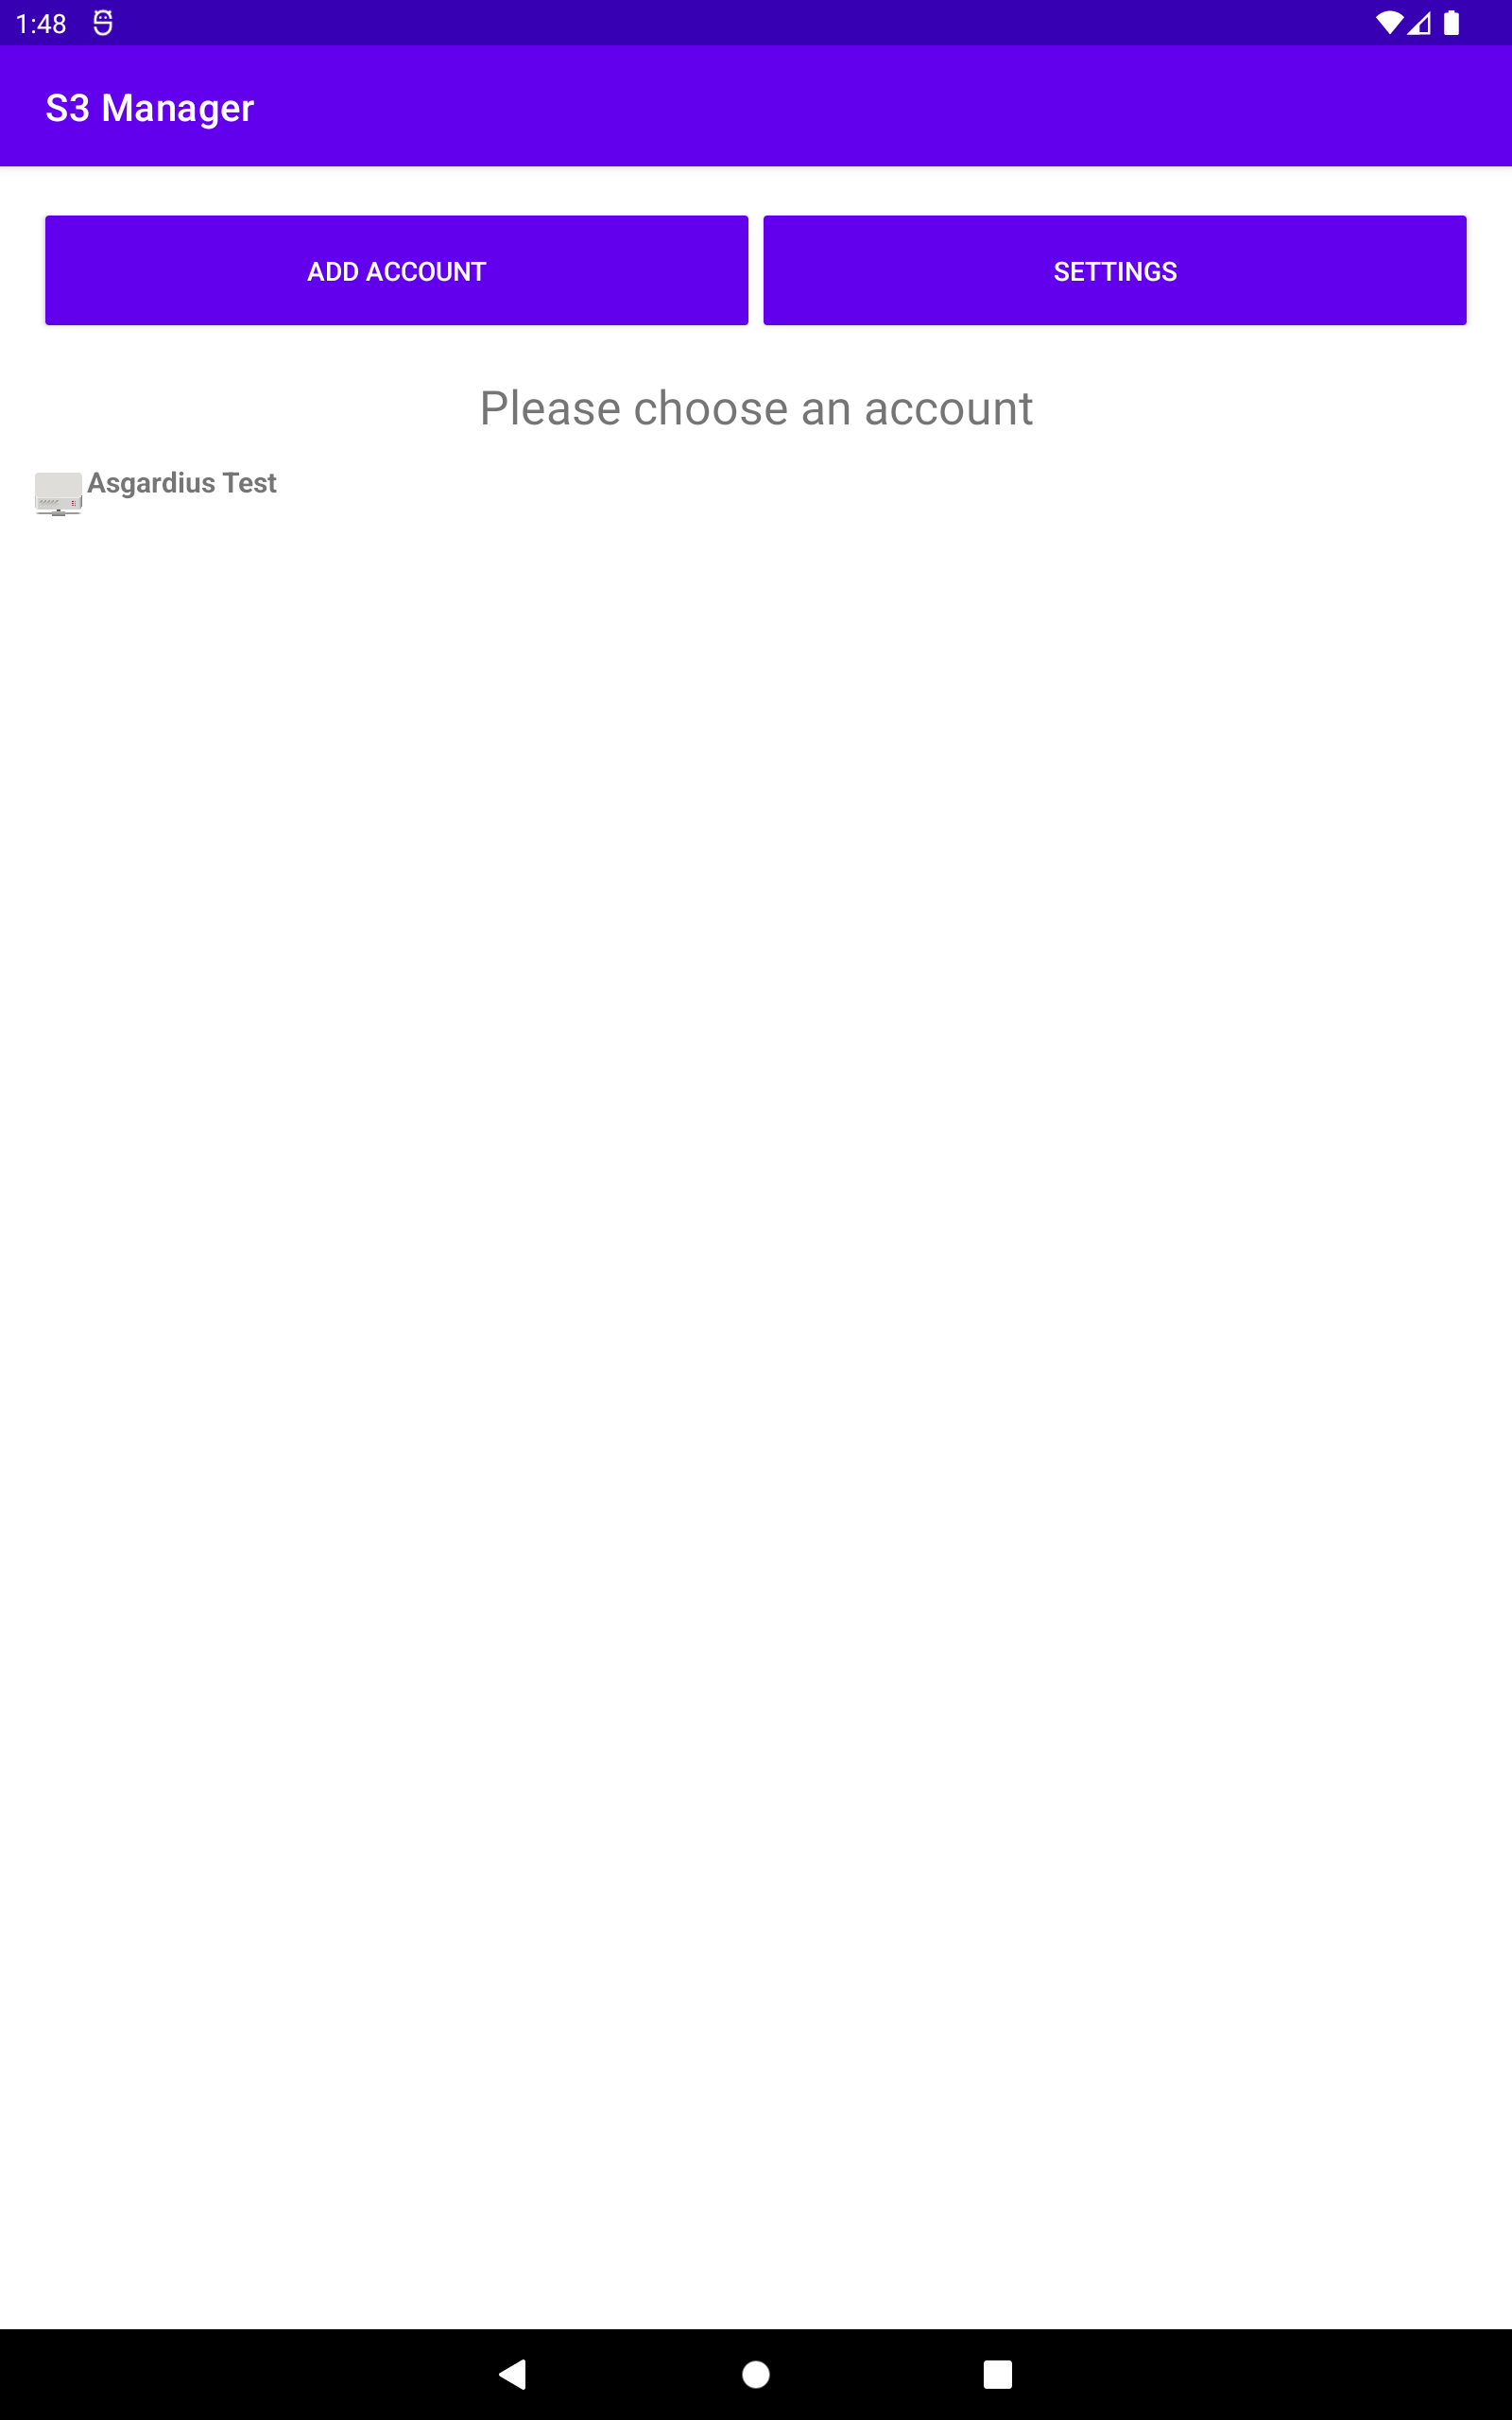 1:48
S3 Manager
ADD ACCOUNT
SETTINGS
Please choose an account
Asgardius Test